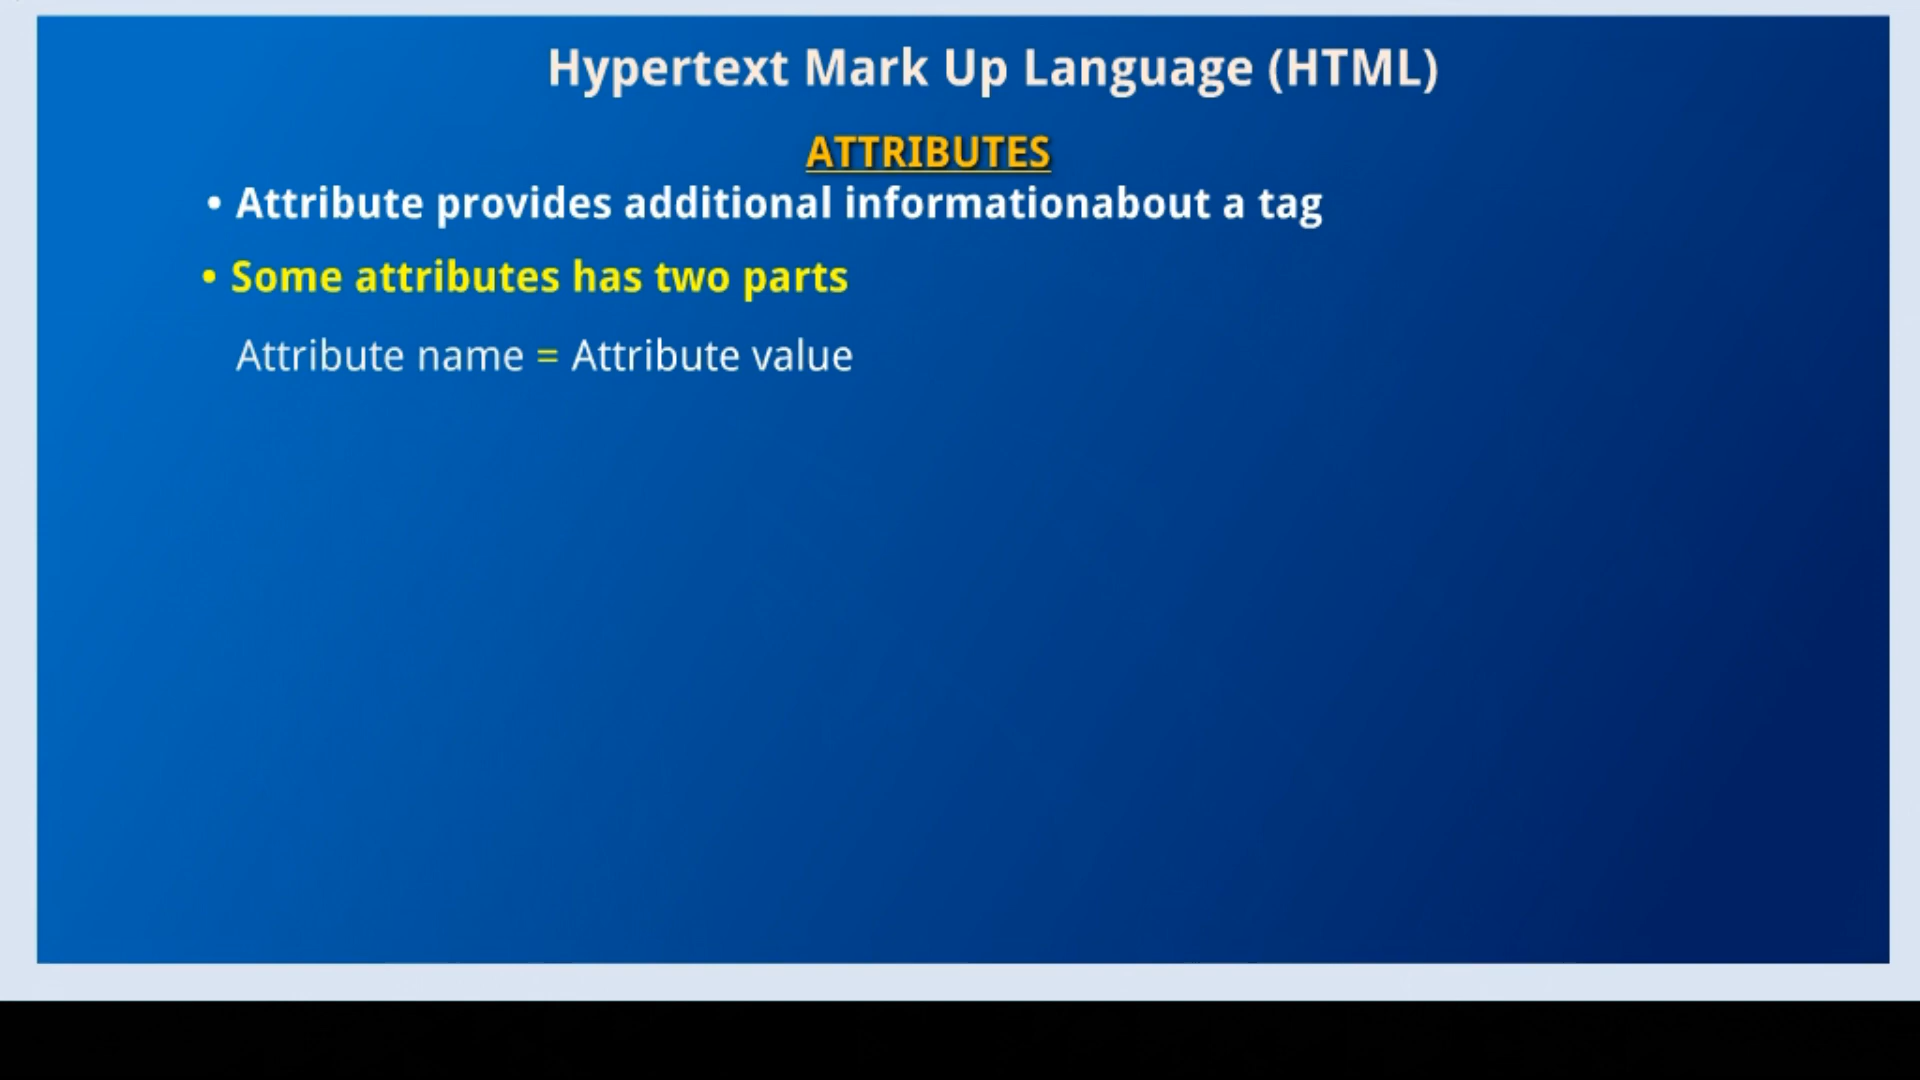 Hypertext Mark Up Language (HTML)
ATTRIBUTES
• Attribute provides additional informationabout a tag
• Some attributes has two parts
Attribute name = Attribute value